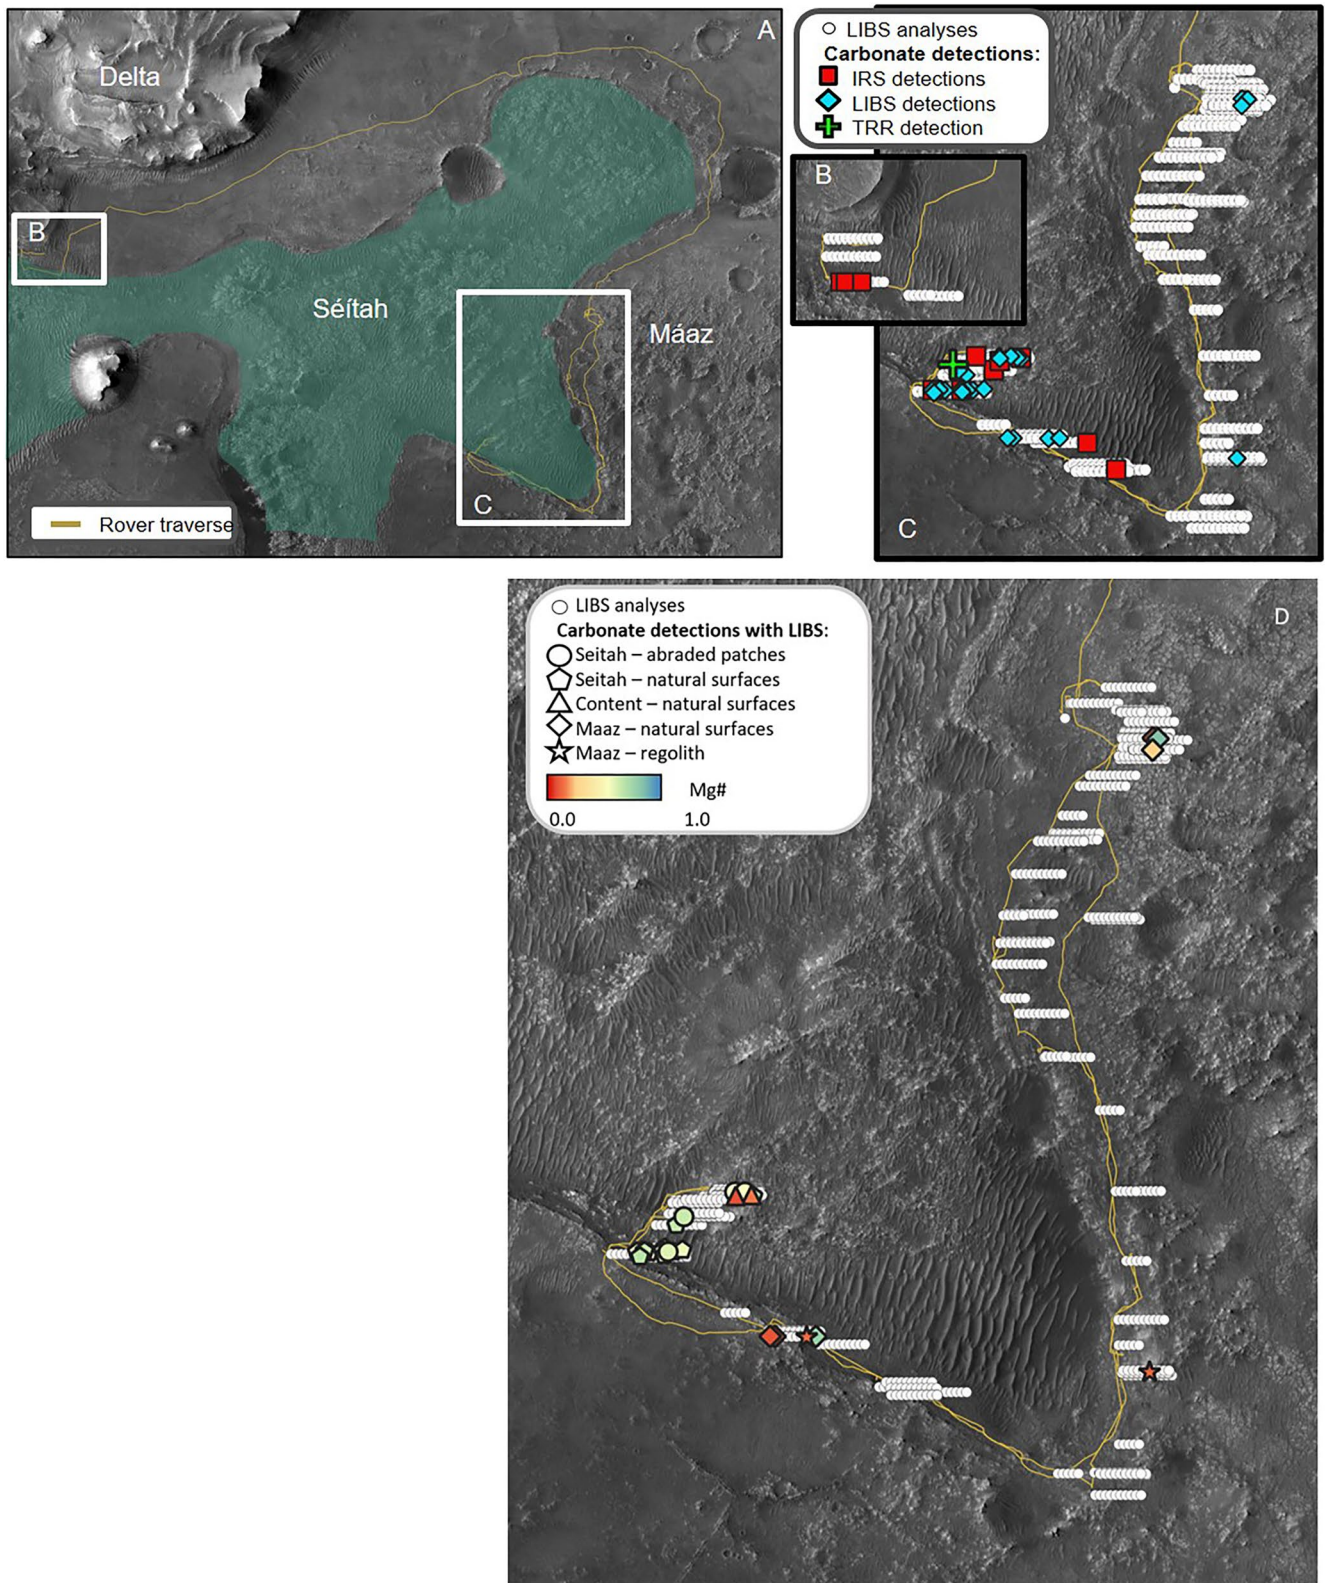 A
Delta
B
Séítah
Máaz
C
Rover traverse
LIBS analyses
Carbonate detections:
IRS detections
LIBS detections
TRR detection
B
C
LIBS analyses
Carbonate detections with LIBS:
Seitah – abraded patches
Seitah – natural surfaces
Content – natural surfaces
Maaz – natural surfaces
Maaz – regolith
Mg#
0.0 1.0
D